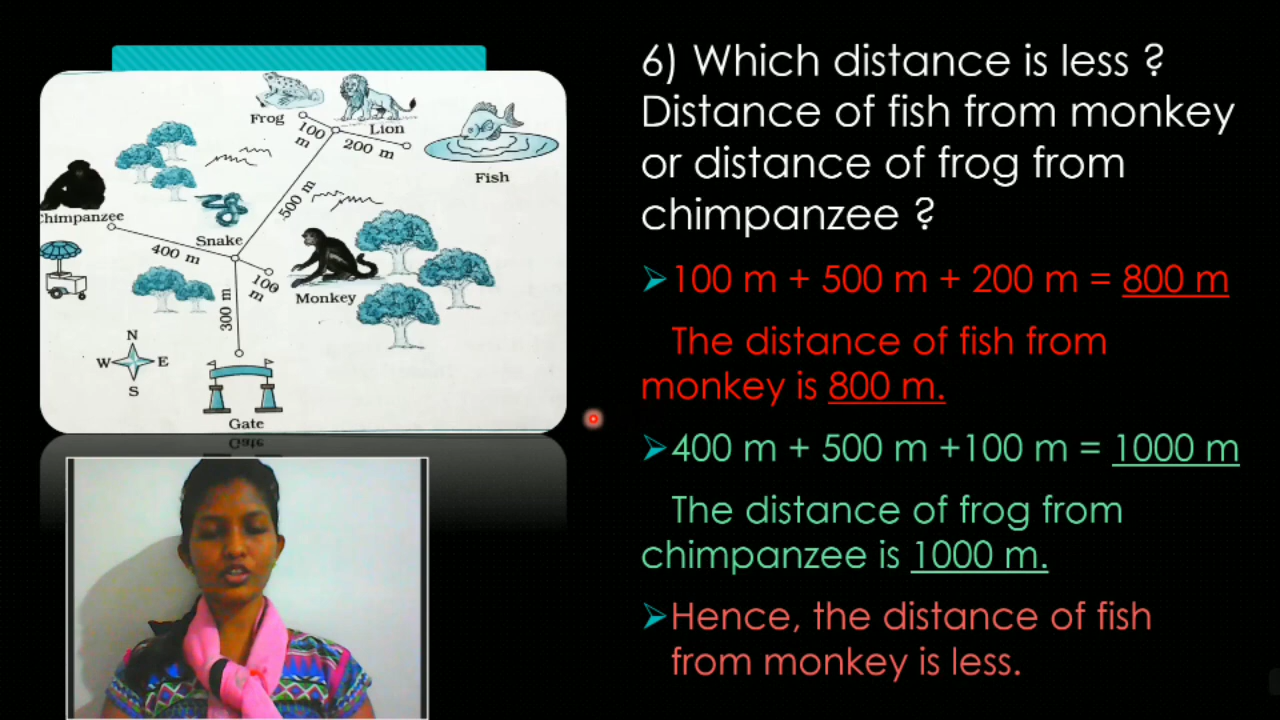 Frog
Lion
100
m
200 m
Fish
500 m
Chimpanzee
Snake
400 m
100
m
Monkey
300 m
N
W
E
S
Gate
6) Which distance is less ?
Distance of fish from monkey
or distance of frog from
chimpanzee ?
100 m + 500 m + 200 m = 800 m
The distance of fish from
monkey is 800 m.
400 m + 500 m +100 m = 1000 m
The distance of frog from
chimpanzee is 1000 m.
Hence, the distance of fish
from monkey is less.